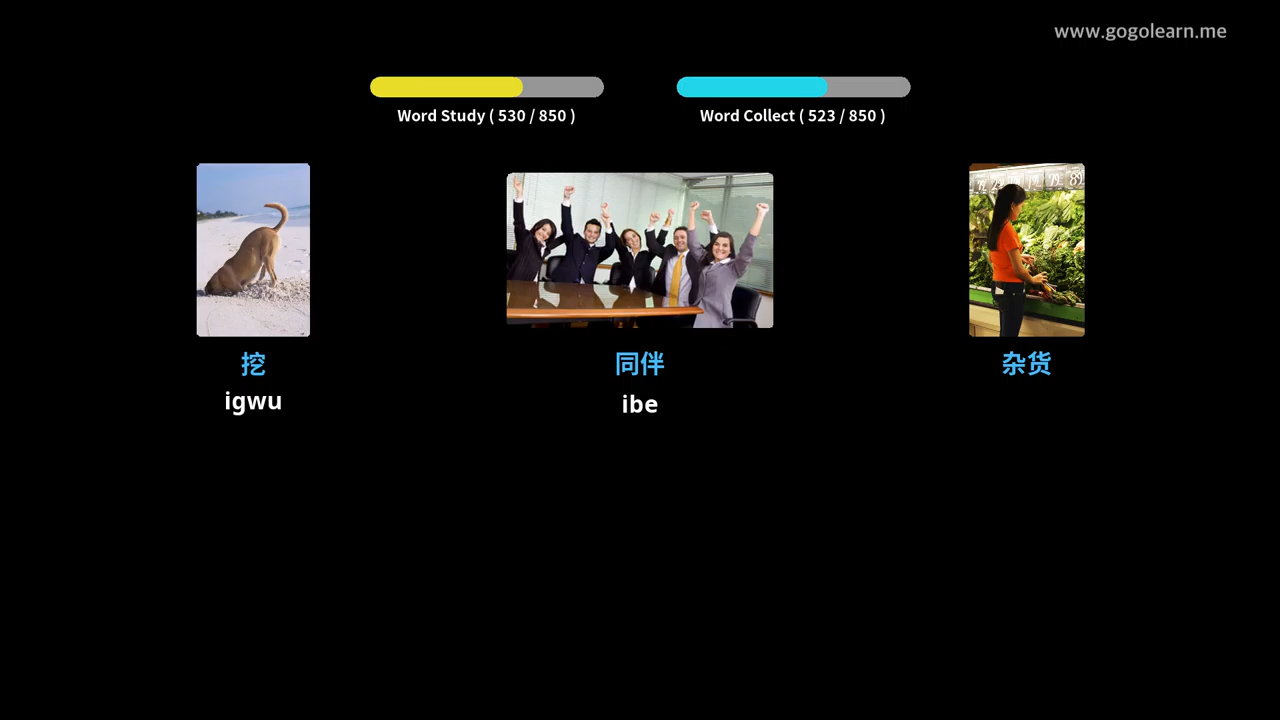 www.gogolearn.me
Word Study ( 530 / 850 )
Word Collect ( 523 / 850 )
挖
同伴
杂货
igwu
ibe